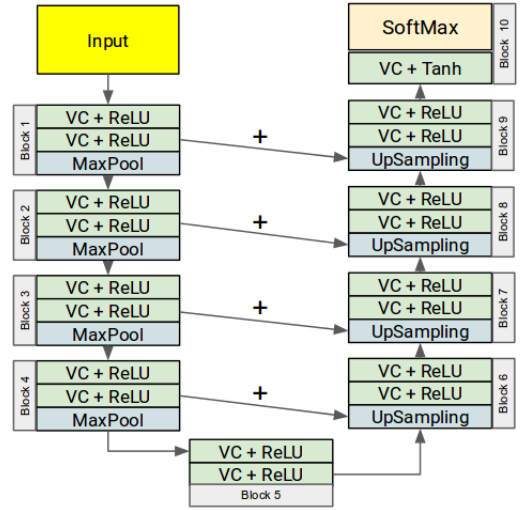 Input
Block 1
VC + ReLU
VC + ReLU
MaxPool
+
Block 2
VC + ReLU
VC + ReLU
MaxPool
+
Block 3
VC + ReLU
VC + ReLU
MaxPool
+
Block 4
VC + ReLU
VC + ReLU
MaxPool
+
VC + ReLU
VC + ReLU
Block 5
SoftMax
VC + Tanh
Block 10
VC + ReLU
VC + ReLU
UpSampling
Block 9
VC + ReLU
VC + ReLU
UpSampling
Block 8
VC + ReLU
VC + ReLU
UpSampling
Block 7
VC + ReLU
VC + ReLU
UpSampling
Block 6